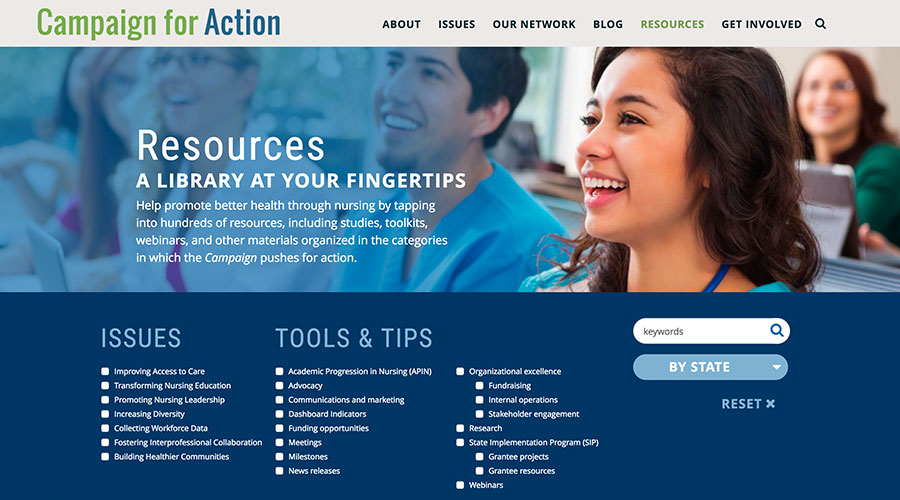 Campaign for Action
ABOUT ISSUES OUR NETWORK BLOG RESOURCES GET INVOLVED
Resources
A LIBRARY AT YOUR FINGERTIPS
Help promote better health through nursing by tapping
into hundreds of resources, including studies, toolkits,
webinars, and other materials organized in the categories
in which the Campaign pushes for action.
ISSUES
Improving Access to Care
Transforming Nursing Education
Promoting Nursing Leadership
Increasing Diversity
Collecting Workforce Data
Fostering Interprofessional Collaboration
Building Healthier Communities
TOOLS & TIPS
Academic Progression in Nursing (APIN)
Advocacy
Communications and marketing
Dashboard Indicators
Funding opportunities
Meetings
Milestones
News releases
Organizational excellence
Fundraising
Internal operations
Stakeholder engagement
Research
State Implementation Program (SIP)
Grantee projects
Grantee resources
Webinars
keywords
BY STATE
RESET ×